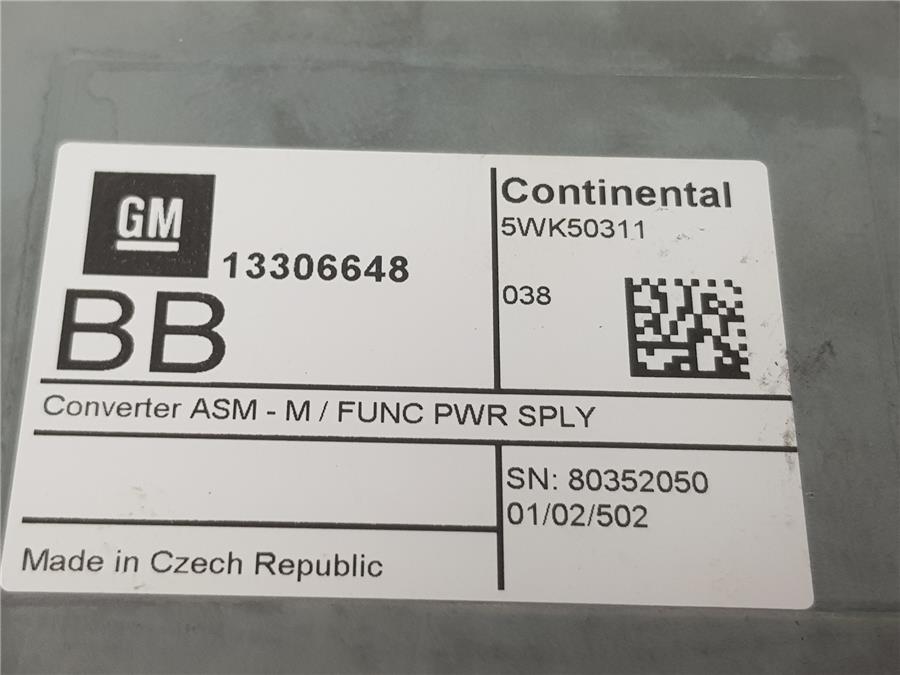 GM
13306648
BB
Continental
5WK50311
038
Converter ASM - M / FUNC PWR SPLY
SN: 80352050
01/02/502
Made in Czech Republic